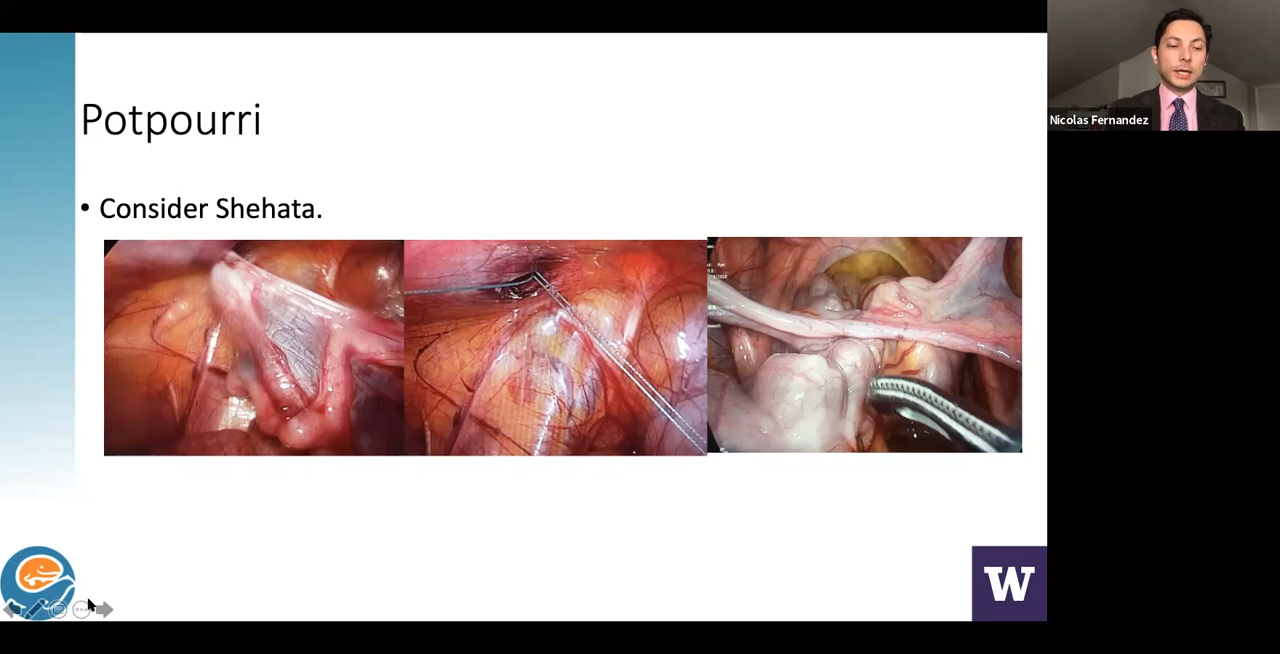 Potpourri
• Consider Shehata.
Nicolas Fernandez
W